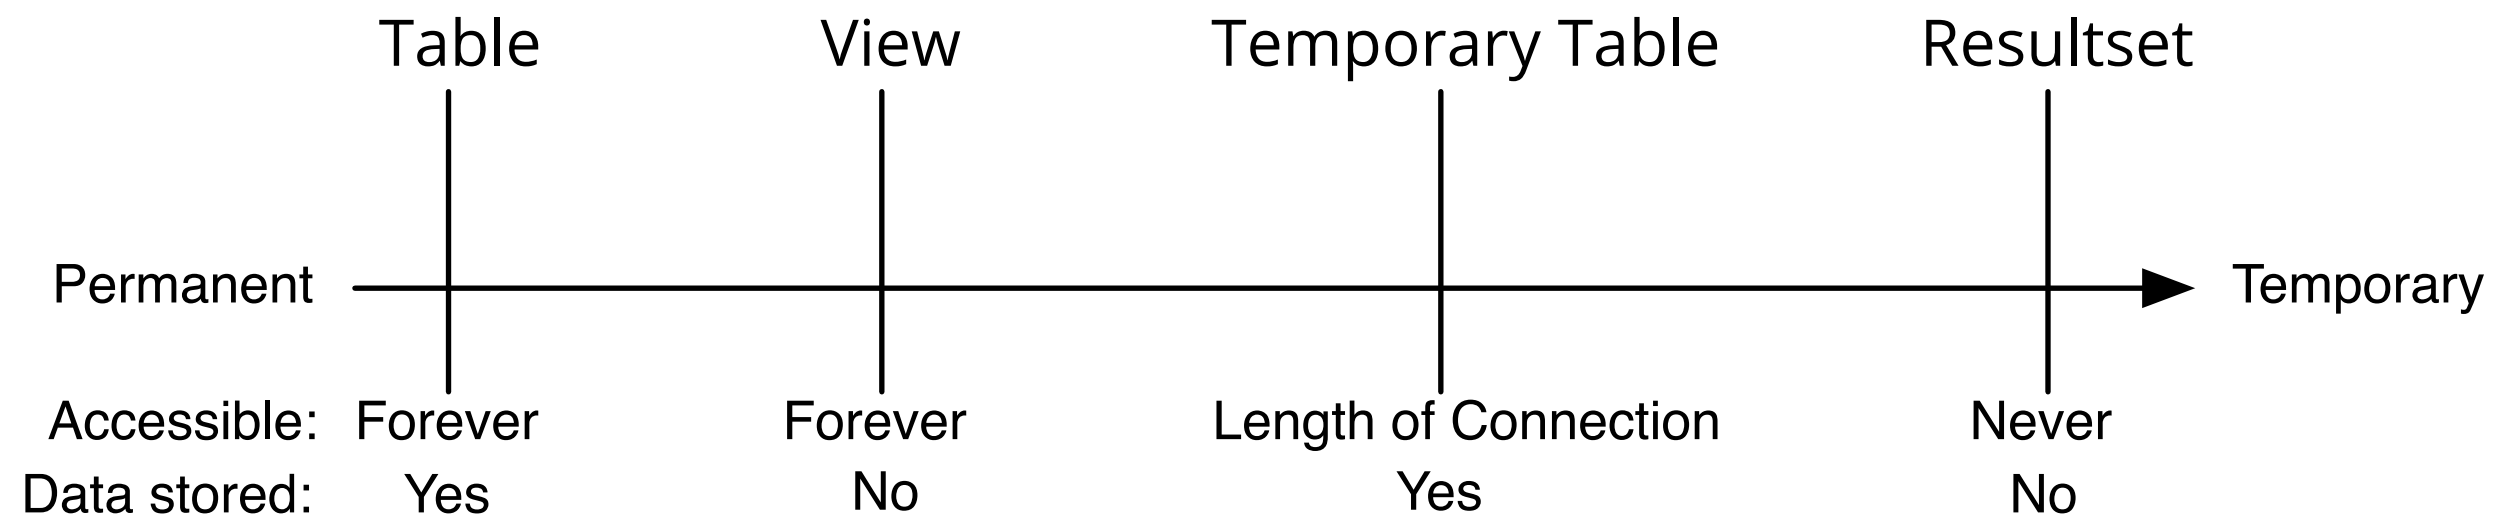 Table View Temporary Table Resultset
Permanent Temporary
Accessible: Forever Forever Length of Connection Never
Data stored: Yes No Yes No